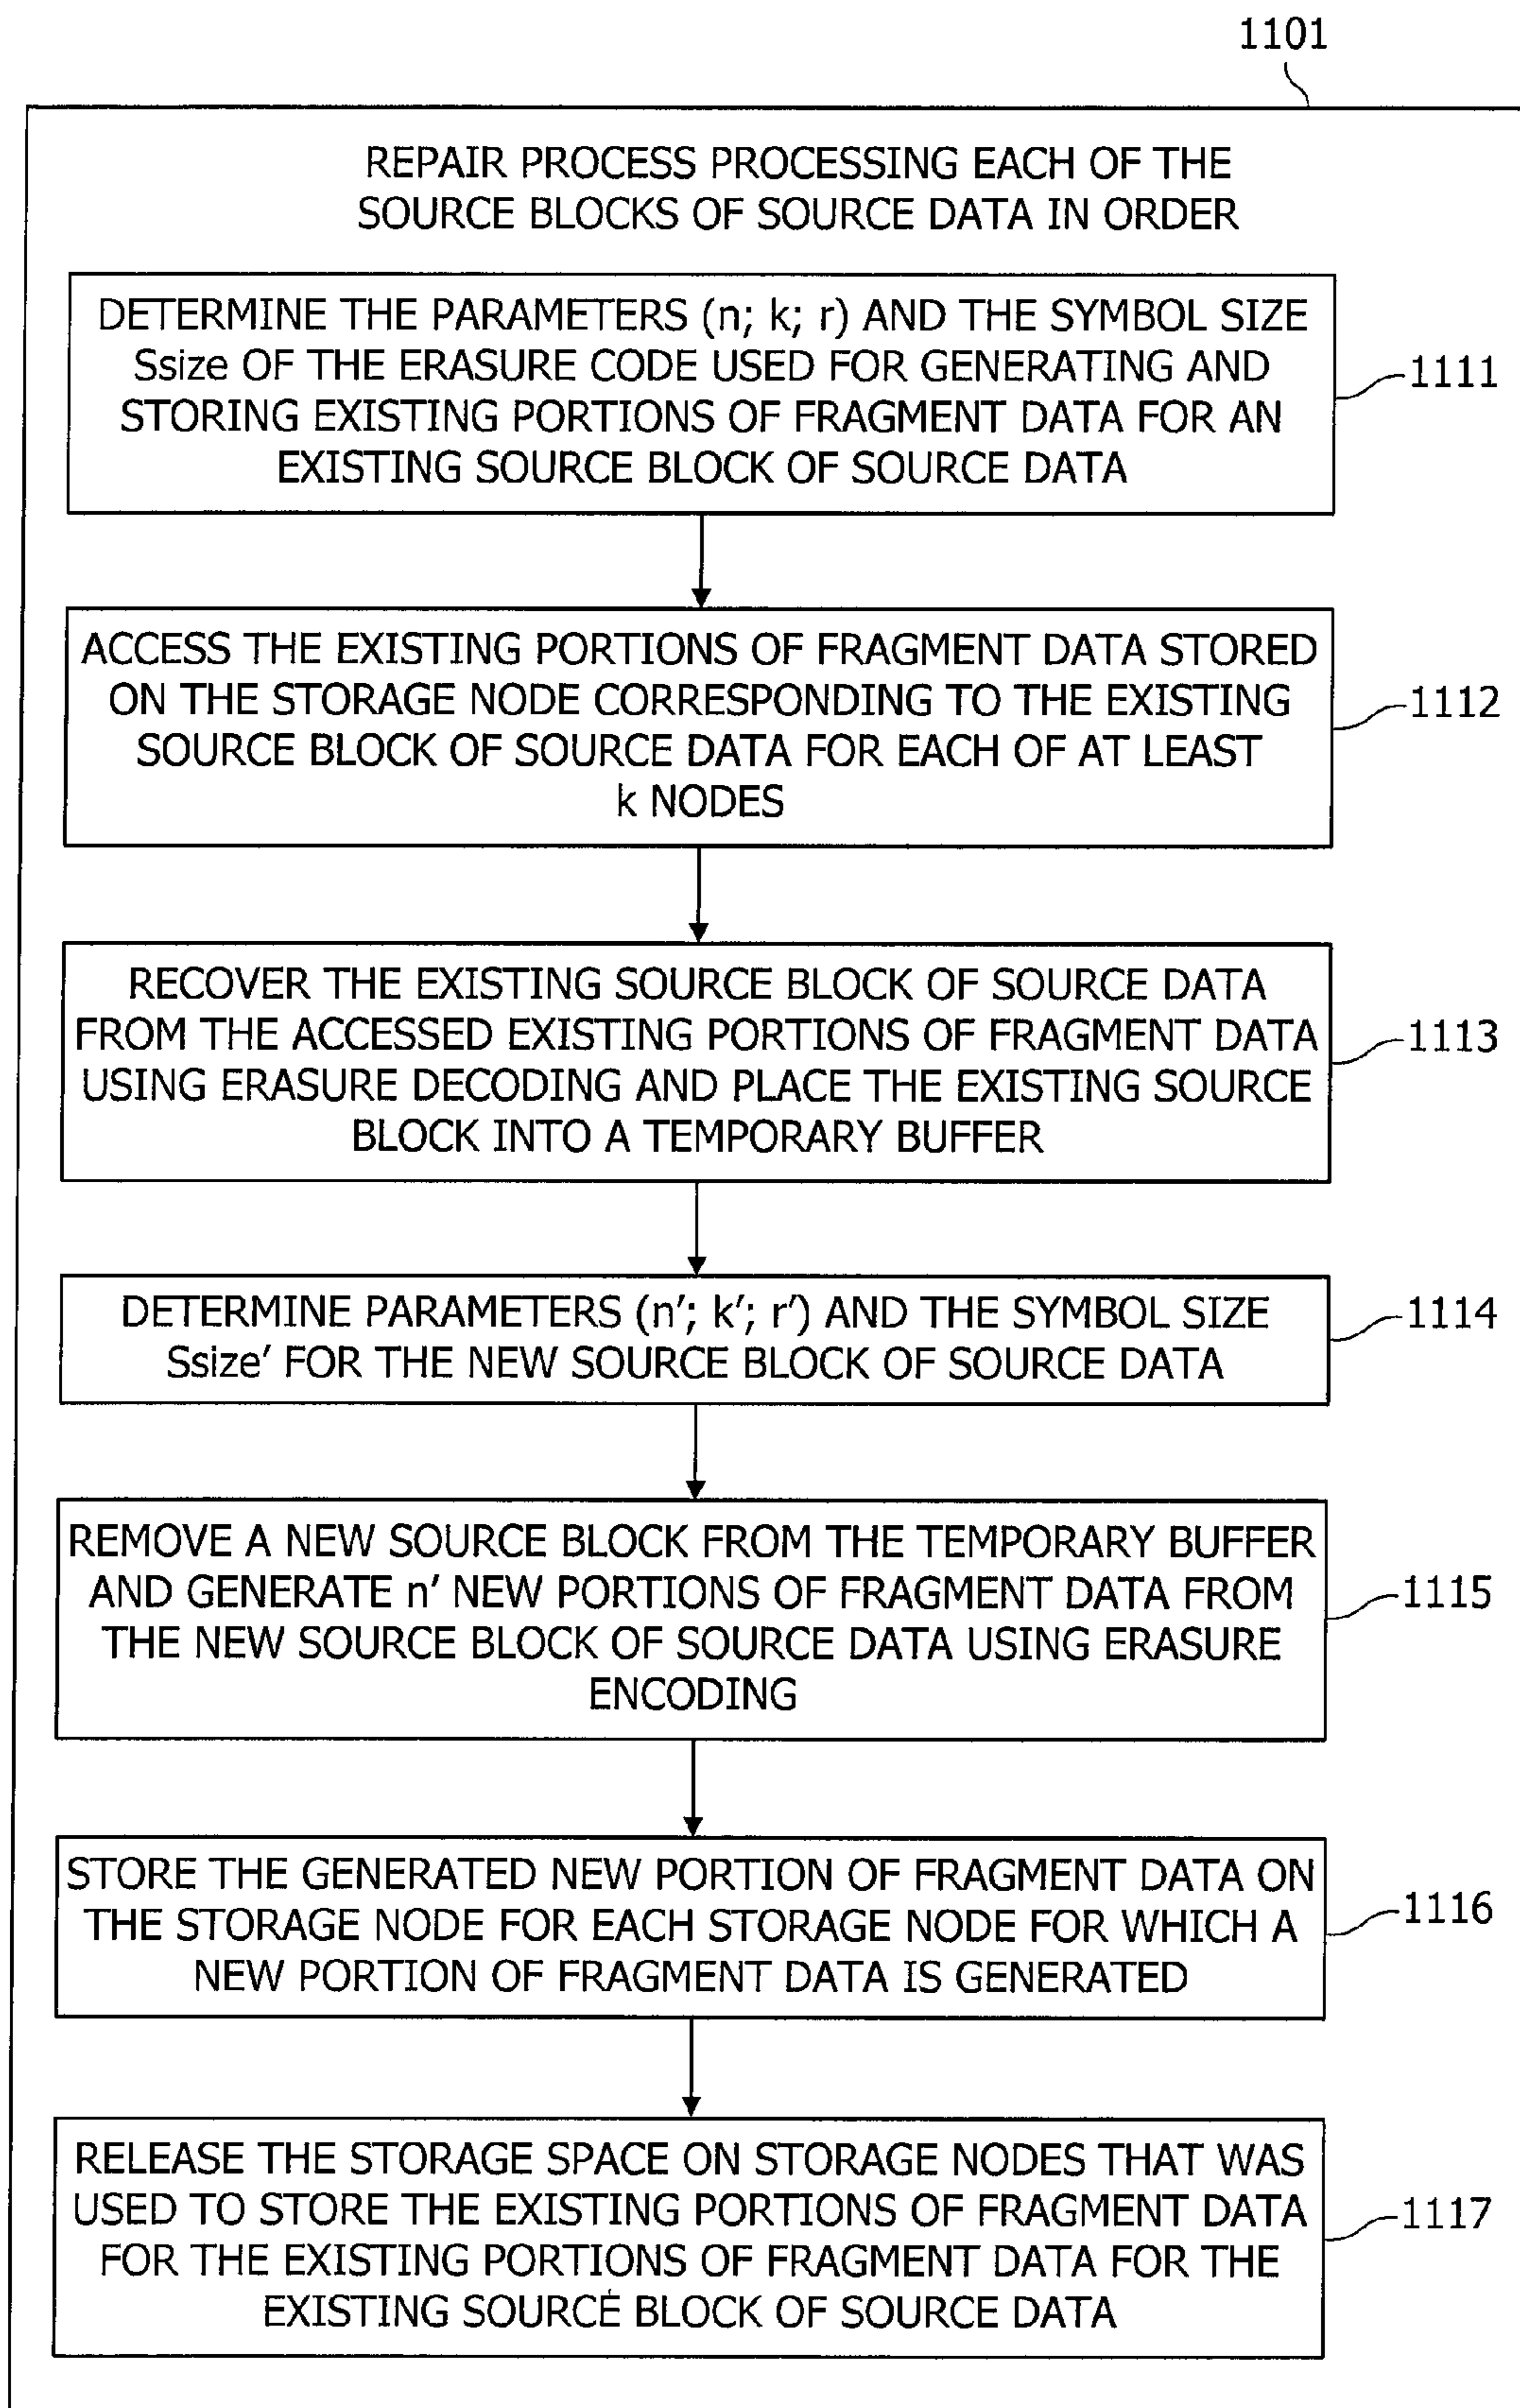 1101
REPAIR PROCESS PROCESSING EACH OF THE
SOURCE BLOCKS OF SOURCE DATA IN ORDER
DETERMINE THE PARAMETERS (n; k; r) AND THE SYMBOL SIZE
Ssize OF THE ERASURE CODE USED FOR GENERATING AND
STORING EXISTING PORTIONS OF FRAGMENT DATA FOR AN
EXISTING SOURCE BLOCK OF SOURCE DATA
1111
ACCESS THE EXISTING PORTIONS OF FRAGMENT DATA STORED
ON THE STORAGE NODE CORRESPONDING TO THE EXISTING
SOURCE BLOCK OF SOURCE DATA FOR EACH OF AT LEAST
k NODES
1112
RECOVER THE EXISTING SOURCE BLOCK OF SOURCE DATA
FROM THE ACCESSED EXISTING PORTIONS OF FRAGMENT DATA
USING ERASURE DECODING AND PLACE THE EXISTING SOURCE
BLOCK INTO A TEMPORARY BUFFER
1113
DETERMINE PARAMETERS (n'; k'; r') AND THE SYMBOL SIZE
Ssize' FOR THE NEW SOURCE BLOCK OF SOURCE DATA
1114
REMOVE A NEW SOURCE BLOCK FROM THE TEMPORARY BUFFER
AND GENERATE n' NEW PORTIONS OF FRAGMENT DATA FROM
THE NEW SOURCE BLOCK OF SOURCE DATA USING ERASURE
ENCODING
1115
STORE THE GENERATED NEW PORTION OF FRAGMENT DATA ON
THE STORAGE NODE FOR EACH STORAGE NODE FOR WHICH A
NEW PORTION OF FRAGMENT DATA IS GENERATED
1116
RELEASE THE STORAGE SPACE ON STORAGE NODES THAT WAS
USED TO STORE THE EXISTING PORTIONS OF FRAGMENT DATA
FOR THE EXISTING PORTIONS OF FRAGMENT DATA FOR THE
EXISTING SOURCE BLOCK OF SOURCE DATA
1117